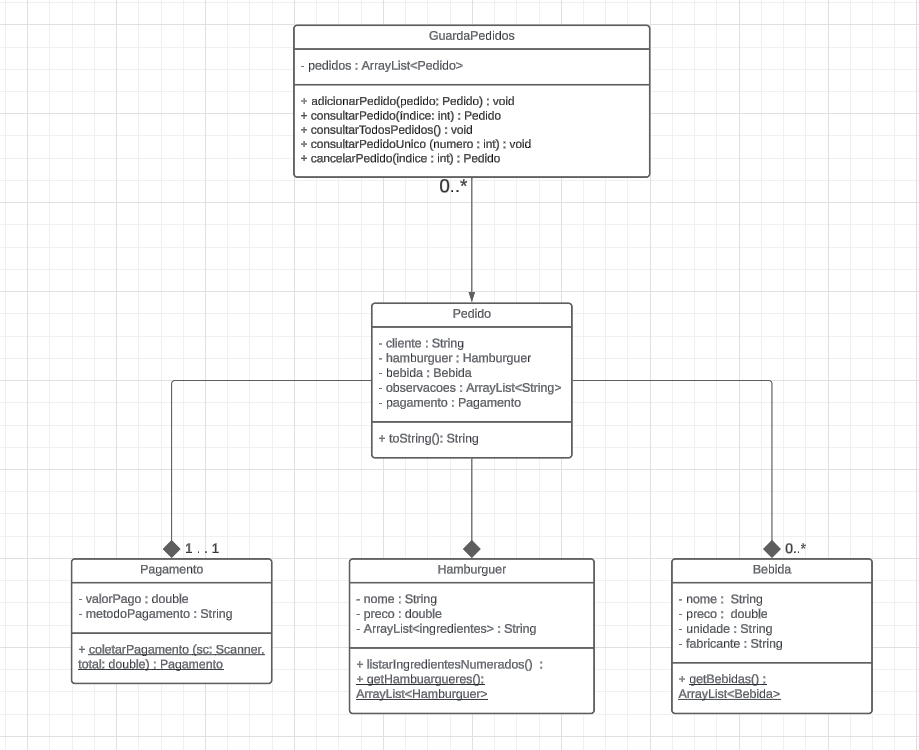 GuardaPedidos
- pedidos : ArrayList<Pedido>
+ adicionarPedido(pedido: Pedido) : void
+ consultarPedido(indice: int) : Pedido
+ consultarTodosPedidos() : void
+ consultarPedidoUnico (numero : int) : void
+ cancelarPedido(indice : int) : Pedido
0..*
Pedido
- cliente : String
- hamburguer : Hamburguer
- bebida : Bebida
- observacoes : ArrayList<String>
- pagamento : Pagamento
+ toString(): String
1 . . 1
0..*
Pagamento
- valorPago : double
- metodoPagamento : String
+ coletarPagamento (sc: Scanner,
total: double) : Pagamento
Hamburguer
- nome : String
- preco : double
- ArrayList<ingredientes> : String
+ listarIngredientesNumerados() :
+ getHambuargueres():
ArrayList<Hamburguer>
Bebida
- nome : String
- preco : double
- unidade : String
- fabricante : String
+ getBebidas() :
ArrayList<Bebida>